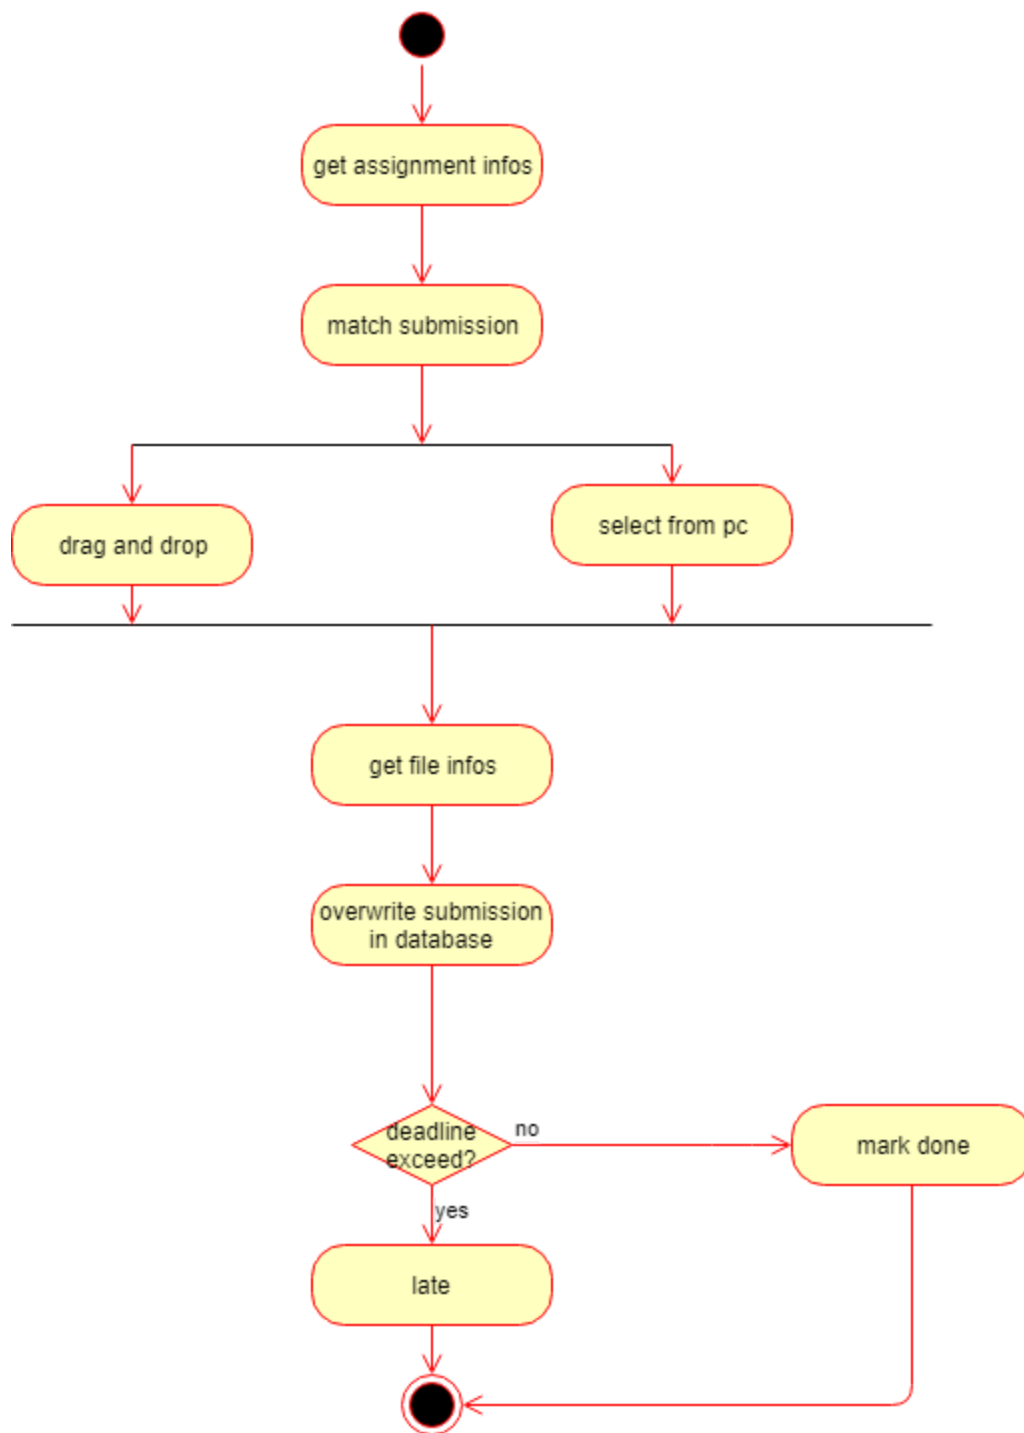 get assignment infos
match submission
drag and drop
select from pc
get file infos
overwrite submission
in database
deadline
exceed?
no
mark done
yes
late